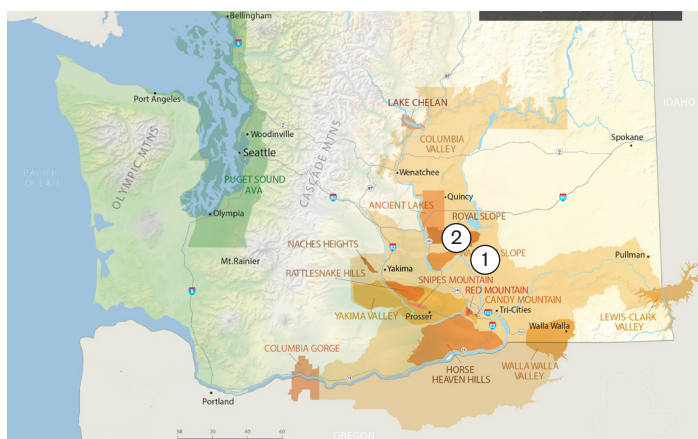 Bellingham
Port Angeles
LAKE CHELAN
IDAHO
Woodinville
COLUMBIA
VALLEY
Spokane
Seattle
OLYMPIC MTNS
CASCADE MTNS
Wenatchee
PUGET SOUND
AVA
Quincy
ANCIENT LAKES
ROYAL SLOPE
Olympia
2
NACHES HEIGHTS
SLOPE
1
Pullman
Mt.Rainier
Yakima
RATTLESNAKE HILLS
SNIPES MOUNTAIN
RED MOUNTAIN
CANDY MOUNTAIN
Tri-Cities
YAKIMA VALLEY
Prosser
LEWIS-CLARK
VALLEY
Walla Walla
COLUMBIA GORGE
HORSE
HEAVEN HILLS
WALLA WALLA
VALLEY
Portland
20
40
60
OREGON